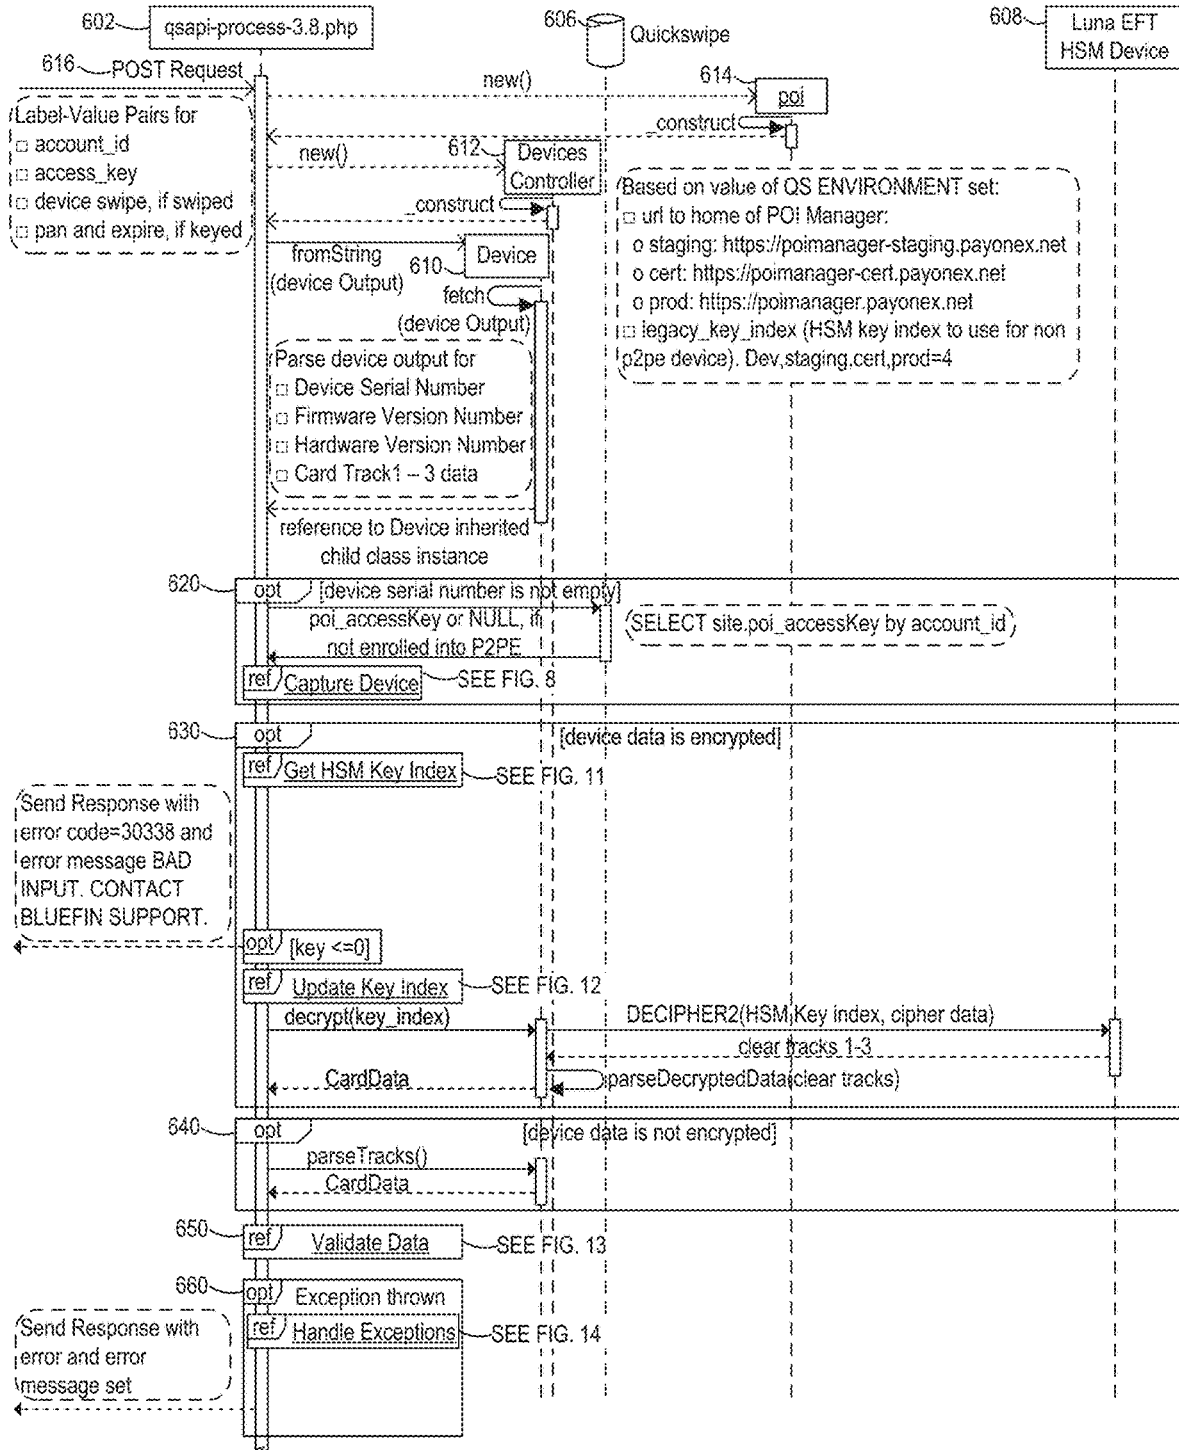 602
qsapi-process-3.8.php
606
Quickswipe
608
Luna EFT
HSM Device
616
POST Request
new()
614
poi
Label-Value Pairs for
□ account_id
□ access_key
□ device swipe, if swiped
□ pan and expire, if keyed
_construct
new()
612
Devices
Controller
_construct
Based on value of QS ENVIRONMENT set:
□ url to home of POI Manager:
o staging: https://poimanager-staging.payonex.net
o cert: https://poimanager-cert.payonex.net
o prod: https://poimanager.payonex.net
□ legacy_key_index (HSM key index to use for non
p2pe device). Dev,staging,cert,prod=4
fromString
(device Output)
610
Device
fetch
(device Output)
Parse device output for
□ Device Serial Number
□ Firmware Version Number
□ Hardware Version Number
□ Card Track1 – 3 data
reference to Device inherited
child class instance
620
opt
[device serial number is not empty]
poi_accessKey or NULL, if
not enrolled into P2PE
SELECT site.poi_accessKey by account_id
ref
Capture Device
SEE FIG. 8
630
opt
[device data is encrypted]
ref
Get HSM Key Index
SEE FIG. 11
Send Response with
error code=30338 and
error message BAD
INPUT. CONTACT
BLUEFIN SUPPORT.
opt
[key <=0]
ref
Update Key Index
SEE FIG. 12
decrypt(key_index)
DECIPHER2(HSM Key index, cipher data)
clear tracks 1-3
CardData
parseDecryptedData(clear tracks)
640
opt
[device data is not encrypted]
parseTracks()
CardData
650
ref
Validate Data
SEE FIG. 13
660
opt
Exception thrown
ref
Handle Exceptions
SEE FIG. 14
Send Response with
error and error
message set